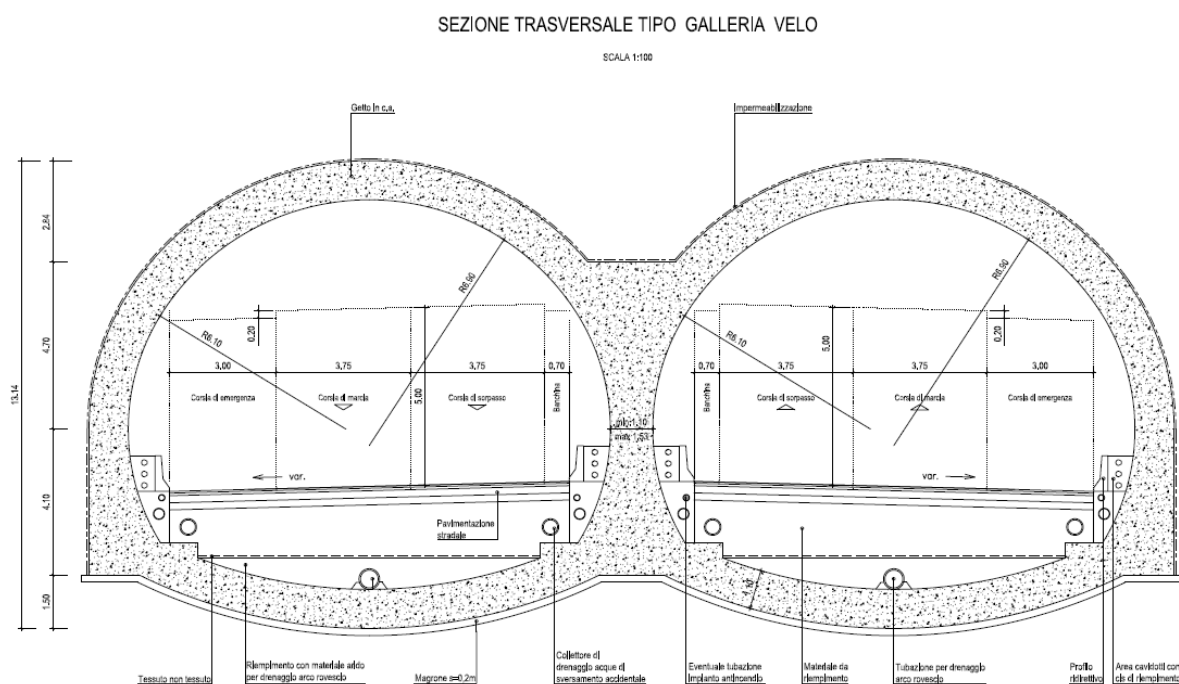 SEZIONE TRASVERSALE TIPO GALLERIA VELO
SCALA 1:100
Getto in c.a.
Impermeabilizzazione
2.84
4.70
13.14
4.10
1.50
R6.90
R6.10
0,20
3,00
3,75
3,75
0,70
5,00
Corsia di emergenza
Corsia di marcia
Corsia di sorpasso
Banchina
var.
min:1,10
max:1,53
R6.90
R6.10
0,20
0,70
3,75
3,75
3,00
5,00
Banchina
Corsia di sorpasso
Corsia di marcia
Corsia di emergenza
var.
Pavimentazione
stradale
Tessuto non tessuto
Riempimento con materiale arido
per drenaggio arco rovescio
Magrone s=0,2m
Collettore di
drenaggio acque di
sversamento accidentale
Eventuale tubazione
impianto antincendio
Materiale da
riempimento
Tubazione per drenaggio
arco rovescio
Profilo
ridirettivo
Area cavidotti con
cls di riempimento